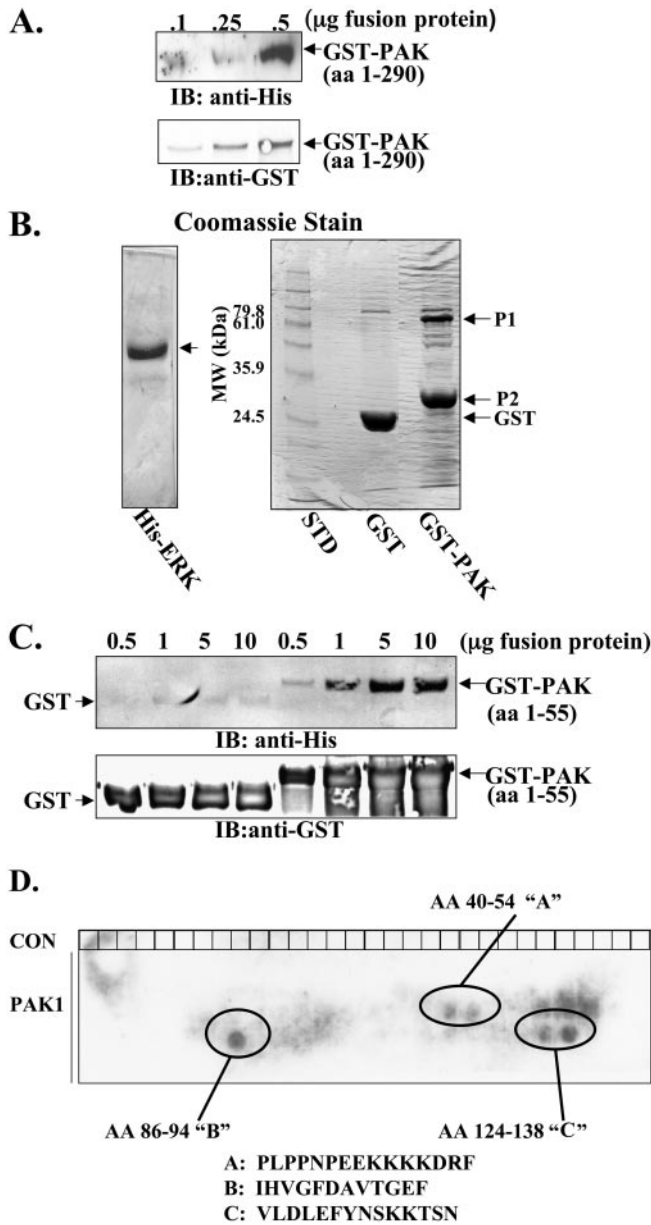 A.
.1 .25 .5 (µg fusion protein)
GST-PAK
(aa 1-290)
IB: anti-His
GST-PAK
(aa 1-290)
IB:anti-GST
B.
Coomassie Stain
MW (kDa)
79.8
61.0
35.9
24.5
P1
P2
GST
His-ERK
STD
GST
GST-PAK
C.
0.5 1 5 10 0.5 1 5 10 (µg fusion protein)
GST
GST-PAK
(aa 1-55)
IB: anti-His
GST
GST-PAK
(aa 1-55)
IB:anti-GST
D.
AA 40-54 “A”
CON
PAK1
AA 86-94 “B”
AA 124-138 “C”
A: PLPPNPEEKKKKDRF
B: IHVGFDAVTGEF
C: VLDLEFYNSKKTSN